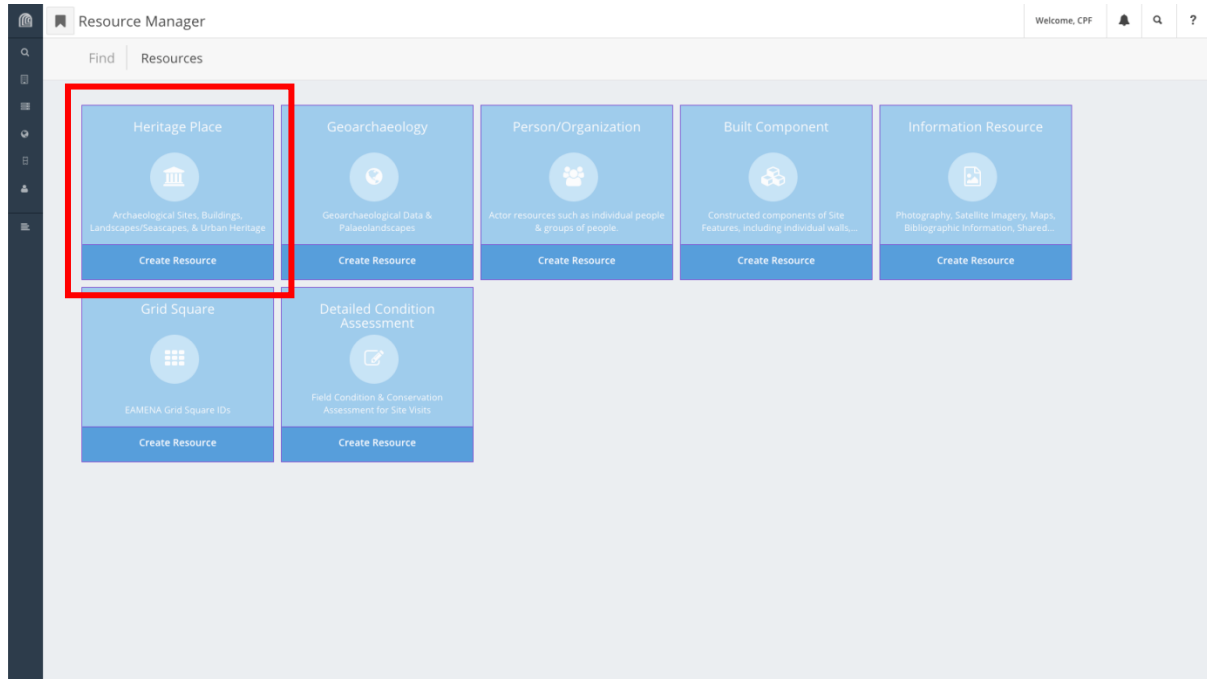 Resource Manager
Welcome, CPF
?
Find
Resources
Heritage Place
Archaeological Sites, Buildings,
Landscapes/Seascapes, & Urban Heritage
Create Resource
Geoarchaeology
Geoarchaeological Data &
Palaeolandscapes
Create Resource
Person/Organization
Actor resources such as individual people
& groups of people.
Create Resource
Built Component
Constructed components of Site
Features, including individual walls,...
Create Resource
Information Resource
Photography, Satellite Imagery, Maps,
Bibliographic Information, Shared...
Create Resource
Grid Square
EAMENA Grid Square IDs
Create Resource
Detailed Condition
Assessment
Field Condition & Conservation
Assessment for Site Visits
Create Resource